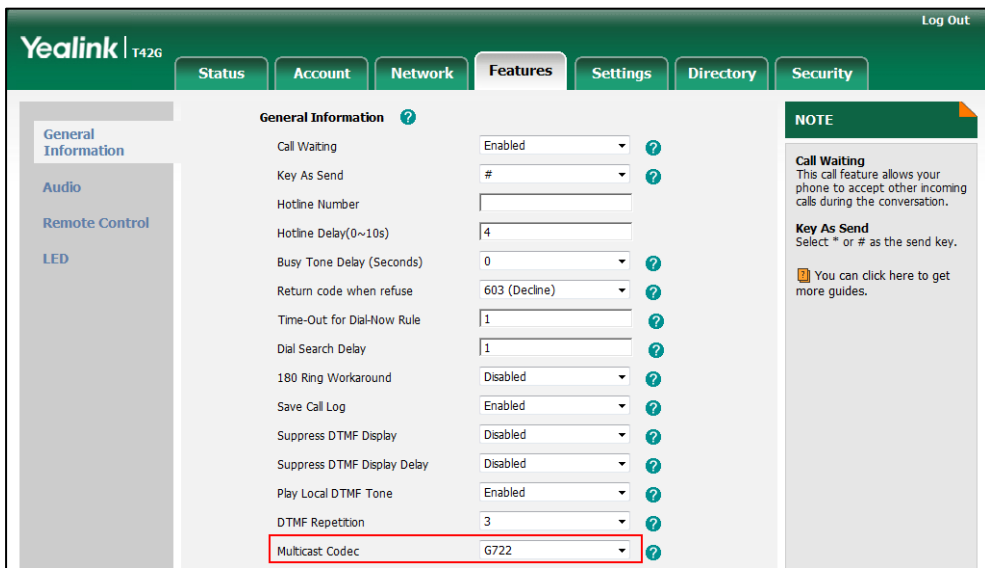 Log Out
Yealink T42G
Status Account Network Features Settings Directory Security
General
Information
Audio
Remote Control
LED
General Information ?
Call Waiting Enabled ?
Key As Send # ?
Hotline Number
Hotline Delay(0~10s) 4
Busy Tone Delay (Seconds) 0 ?
Return code when refuse 603 (Decline) ?
Time-Out for Dial-Now Rule 1 ?
Dial Search Delay 1 ?
180 Ring Workaround Disabled ?
Save Call Log Enabled ?
Suppress DTMF Display Disabled ?
Suppress DTMF Display Delay Disabled ?
Play Local DTMF Tone Enabled ?
DTMF Repetition 3 ?
Multicast Codec G722 ?
NOTE
Call Waiting
This call feature allows your
phone to accept other incoming
calls during the conversation.
Key As Send
Select * or # as the send key.
? You can click here to get
more guides.